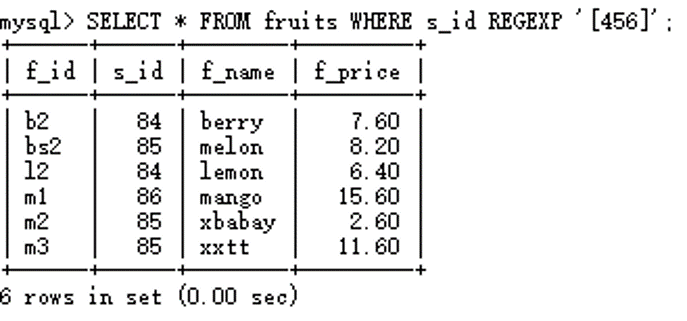 mysql> SELECT * FROM fruits WHERE s_id REGEXP '[456]';
| f_id | s_id | f_name | f_price |
| b2 | 84 | berry | 7.60 |
| bs2 | 85 | melon | 8.20 |
| l2 | 84 | lemon | 6.40 |
| m1 | 86 | mango | 15.60 |
| m2 | 85 | xbabay | 2.60 |
| m3 | 85 | xxtt | 11.60 |
6 rows in set (0.00 sec)